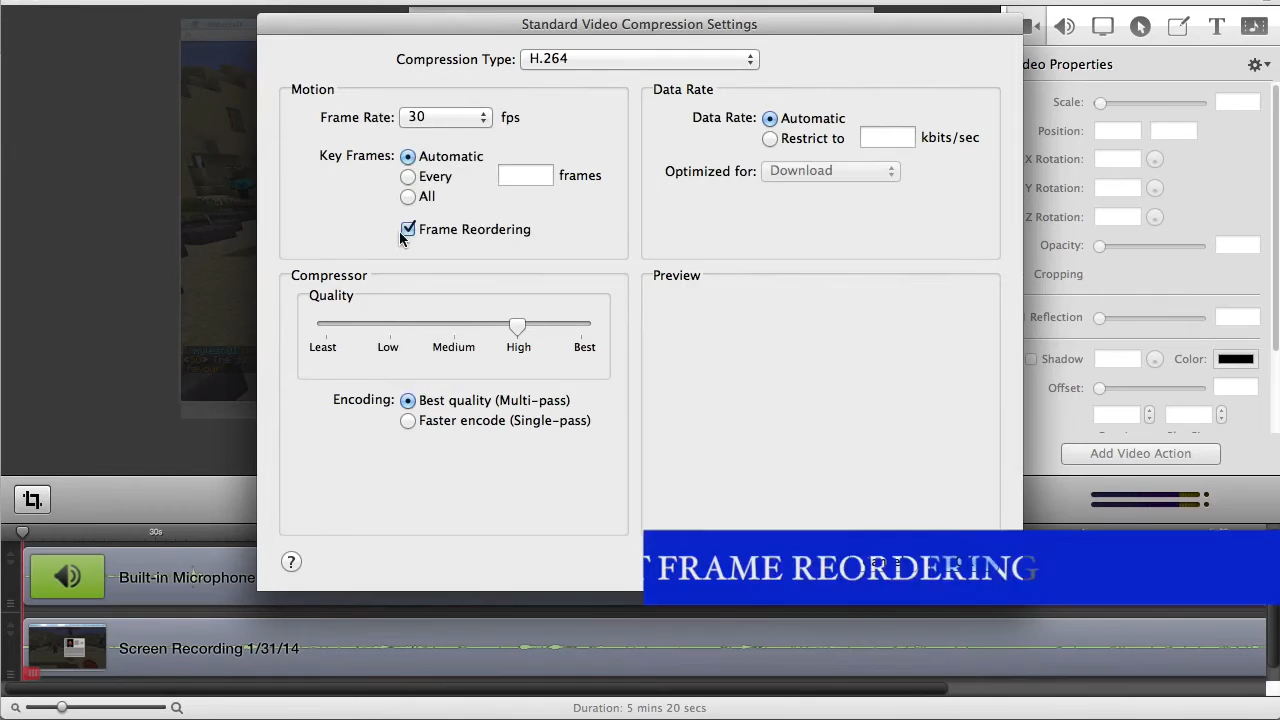 Standard Video Compression Settings
Compression Type: H.264
Motion
Frame Rate: 30 fps
Key Frames: Automatic
Every frames
All
Frame Reordering
Data Rate
Data Rate: Automatic
Restrict to kbits/sec
Optimized for: Download
Compressor
Quality
Least Low Medium High Best
Encoding: Best quality (Multi-pass)
Faster encode (Single-pass)
Preview
?
FRAME REORDERING
T
deo Properties
Scale:
Position:
X Rotation:
Y Rotation:
Z Rotation:
Opacity:
Cropping
Reflection
Shadow Color:
Offset:
Add Video Action
30s
Built-in Microphone
Screen Recording 1/31/14
Duration: 5 mins 20 secs